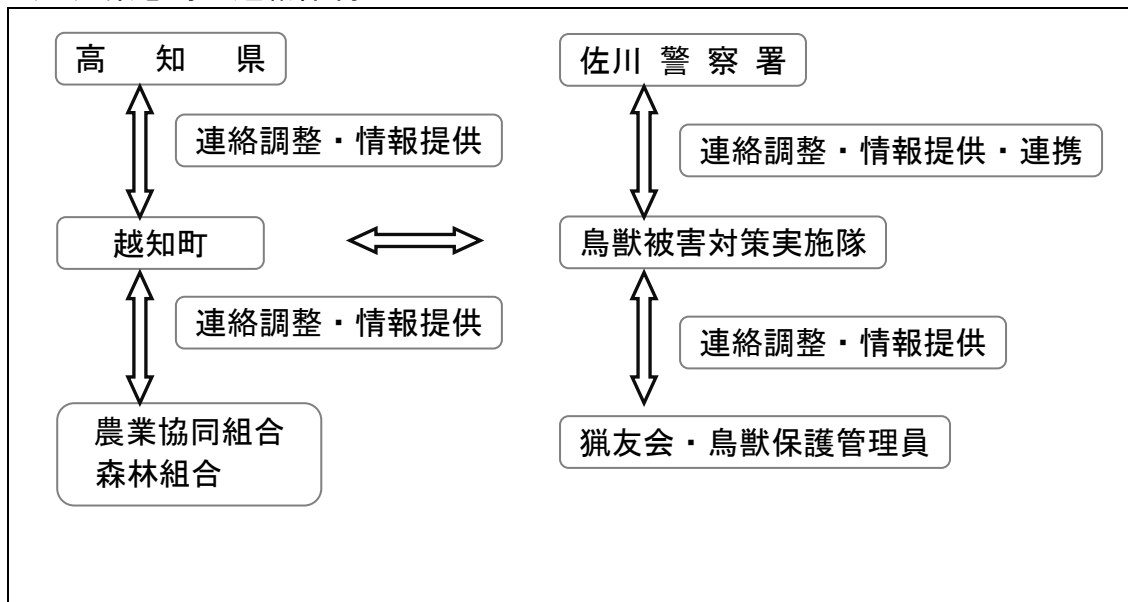 高 知 県
佐川 警 察 署
連絡調整・情報提供
連絡調整・情報提供・連携
越知町
鳥獣被害対策実施隊
連絡調整・情報提供
連絡調整・情報提供
農業協同組合
森林組合
猟友会・鳥獣保護管理員